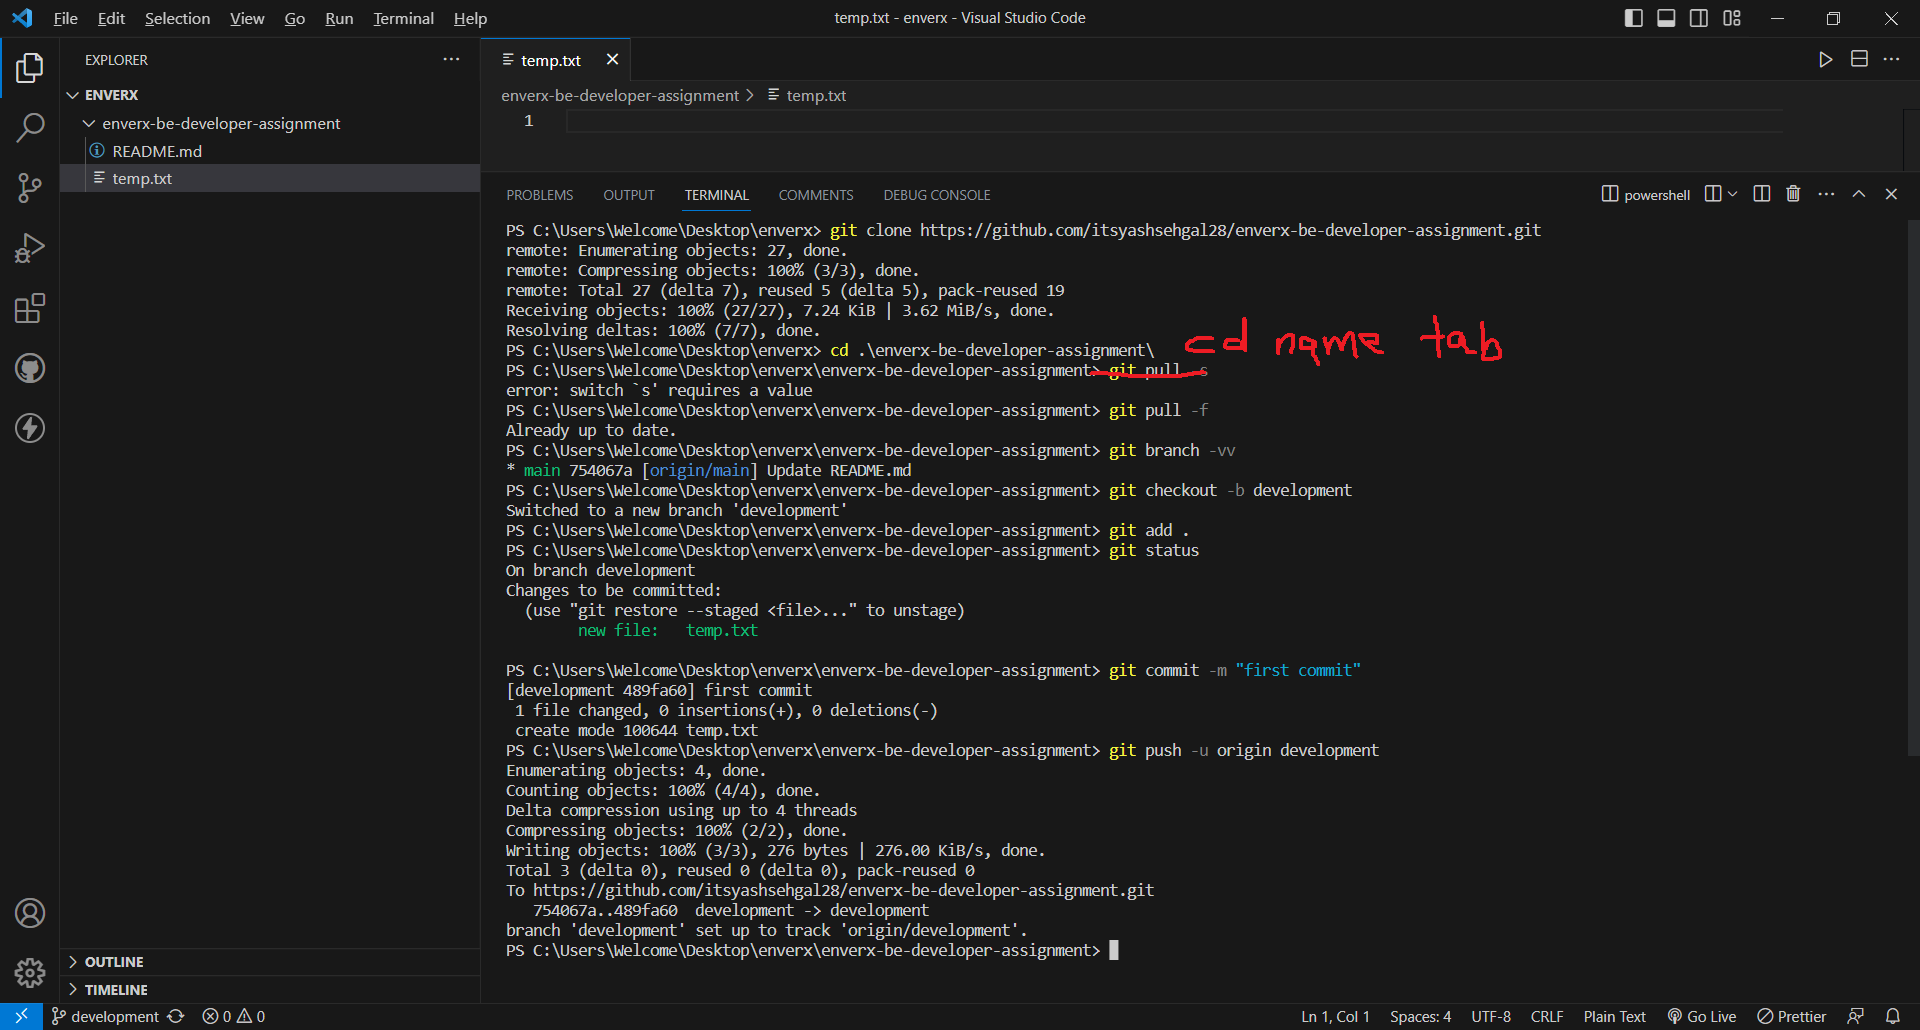 File Edit Selection View Go Run Terminal Help
temp.txt - enverx - Visual Studio Code
EXPLORER
ENVERX
enverx-be-developer-assignment
README.md
temp.txt
OUTLINE
TIMELINE
temp.txt
enverx-be-developer-assignment > temp.txt
1
PROBLEMS OUTPUT TERMINAL COMMENTS DEBUG CONSOLE
powershell
PS C:\Users\Welcome\Desktop\enverx> git clone https://github.com/itsyashsehgal28/enverx-be-developer-assignment.git
remote: Enumerating objects: 27, done.
remote: Compressing objects: 100% (3/3), done.
remote: Total 27 (delta 7), reused 5 (delta 5), pack-reused 19
Receiving objects: 100% (27/27), 7.24 KiB | 3.62 MiB/s, done.
Resolving deltas: 100% (7/7), done.
PS C:\Users\Welcome\Desktop\enverx> cd .\enverx-be-developer-assignment\
cd name tab
PS C:\Users\Welcome\Desktop\enverx\enverx-be-developer-assignment> git pull -s
error: switch `s' requires a value
PS C:\Users\Welcome\Desktop\enverx\enverx-be-developer-assignment> git pull -f
Already up to date.
PS C:\Users\Welcome\Desktop\enverx\enverx-be-developer-assignment> git branch -vv
* main 754067a [origin/main] Update README.md
PS C:\Users\Welcome\Desktop\enverx\enverx-be-developer-assignment> git checkout -b development
Switched to a new branch 'development'
PS C:\Users\Welcome\Desktop\enverx\enverx-be-developer-assignment> git add .
PS C:\Users\Welcome\Desktop\enverx\enverx-be-developer-assignment> git status
On branch development
Changes to be committed:
(use "git restore --staged <file>..." to unstage)
new file: temp.txt
PS C:\Users\Welcome\Desktop\enverx\enverx-be-developer-assignment> git commit -m "first commit"
[development 489fa60] first commit
1 file changed, 0 insertions(+), 0 deletions(-)
create mode 100644 temp.txt
PS C:\Users\Welcome\Desktop\enverx\enverx-be-developer-assignment> git push -u origin development
Enumerating objects: 4, done.
Counting objects: 100% (4/4), done.
Delta compression using up to 4 threads
Compressing objects: 100% (2/2), done.
Writing objects: 100% (3/3), 276 bytes | 276.00 KiB/s, done.
Total 3 (delta 0), reused 0 (delta 0), pack-reused 0
To https://github.com/itsyashsehgal28/enverx-be-developer-assignment.git
754067a..489fa60 development -> development
branch 'development' set up to track 'origin/development'.
PS C:\Users\Welcome\Desktop\enverx\enverx-be-developer-assignment>
development 0 0
Ln 1, Col 1 Spaces: 4 UTF-8 CRLF Plain Text Go Live Prettier